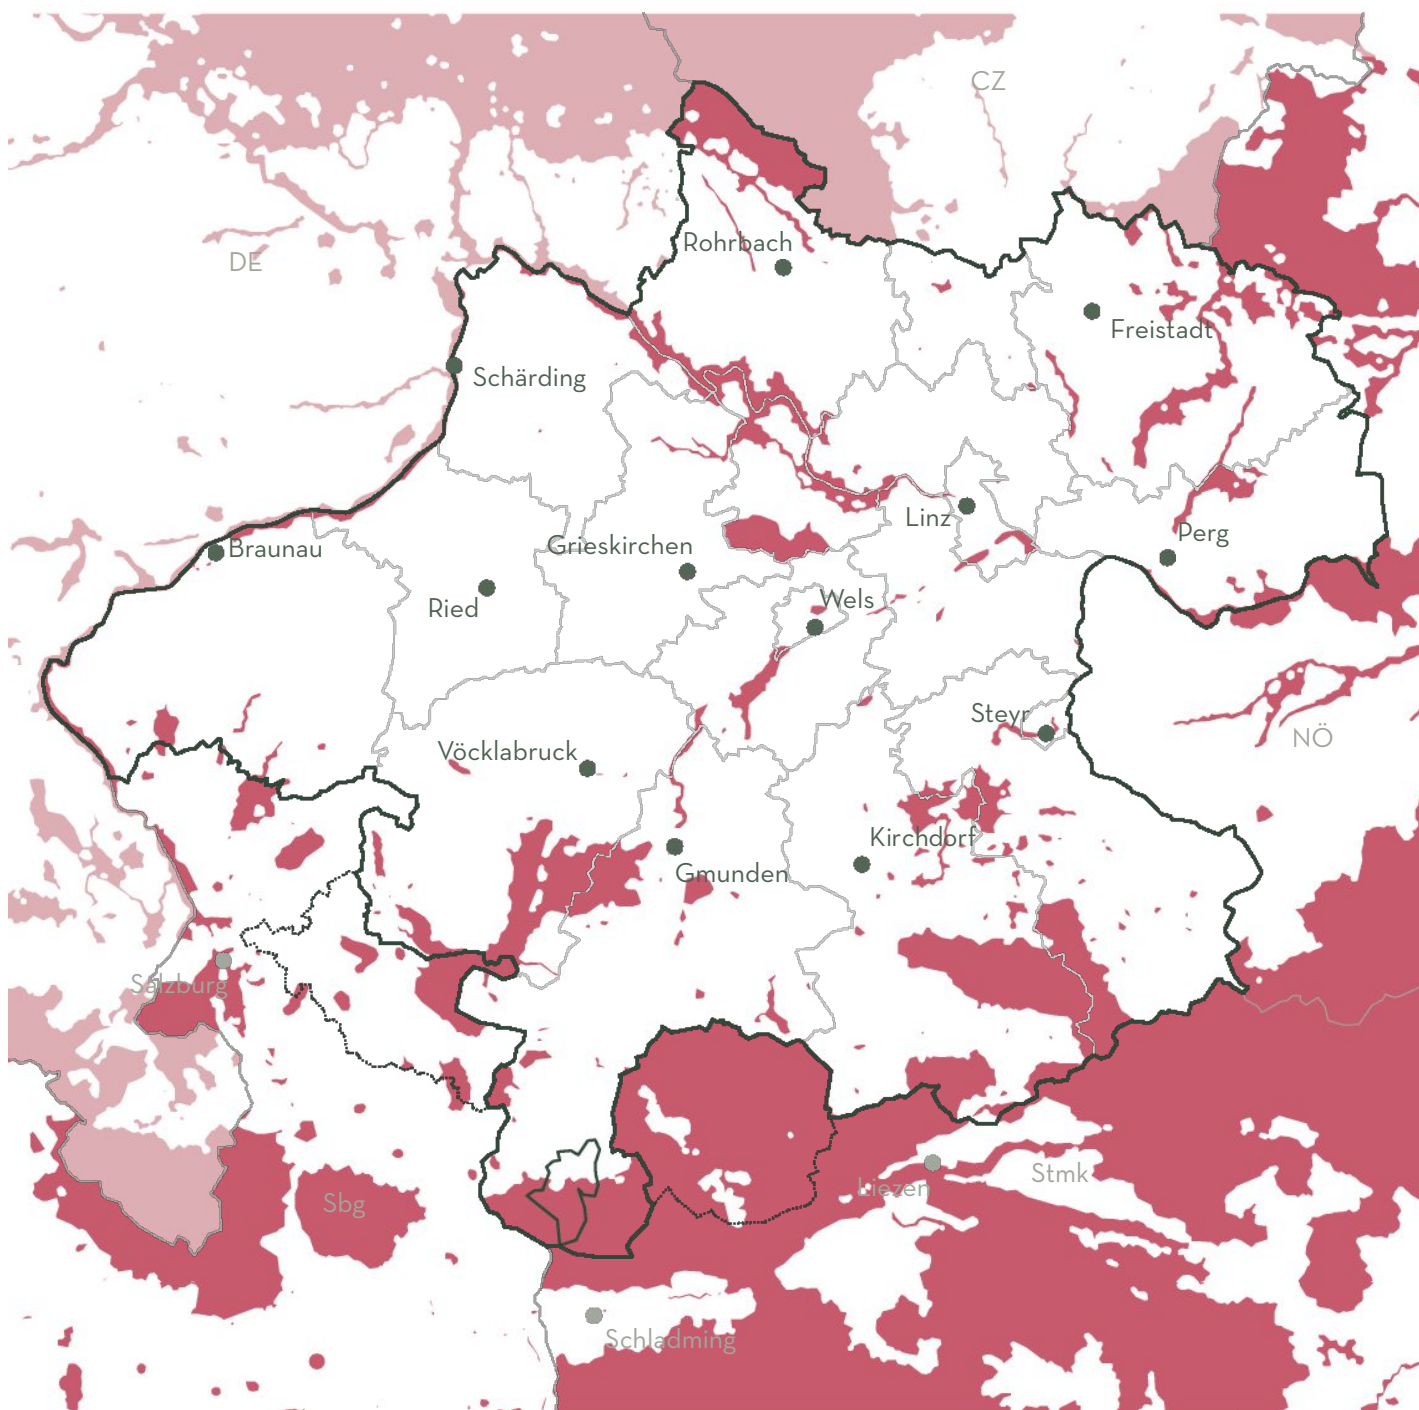 CZ
Rohrbach
DE
Freistadt
Schärding
Linz
Perg
Braunau
Grieskirchen
Ried
Wels
Steyr
NÖ
Vöcklabruck
Kirchdorf
Gmunden
Salzburg
Stmk
Liezen
Sbg
Schladming